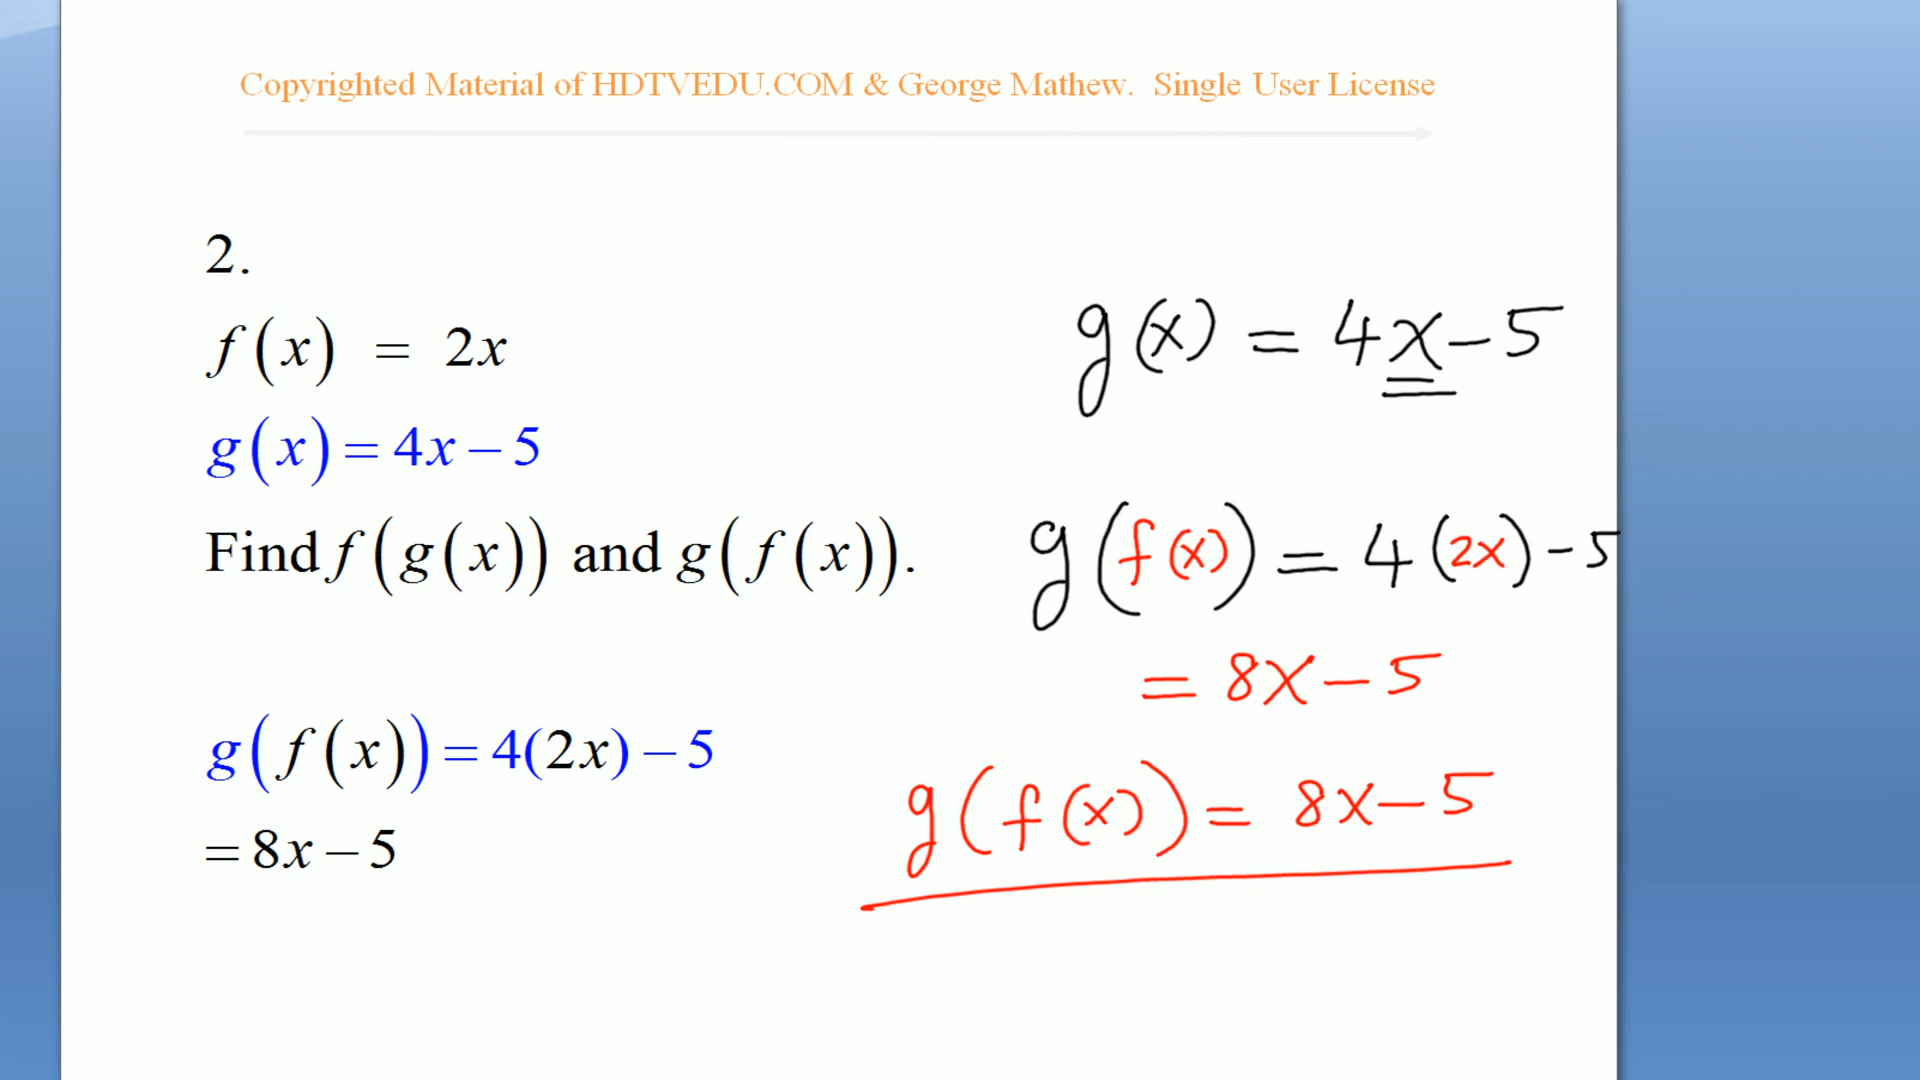 Copyrighted Material of HDTVEDU.COM & George Mathew. Single User License
2.
f(x) = 2x
g(x) = 4x − 5
Find f(g(x)) and g(f(x)).
g(f(x)) = 4(2x) − 5
= 8x − 5
g(x) = 4x − 5
g(f(x)) = 4(2x) − 5
= 8x − 5
g(f(x)) = 8x − 5